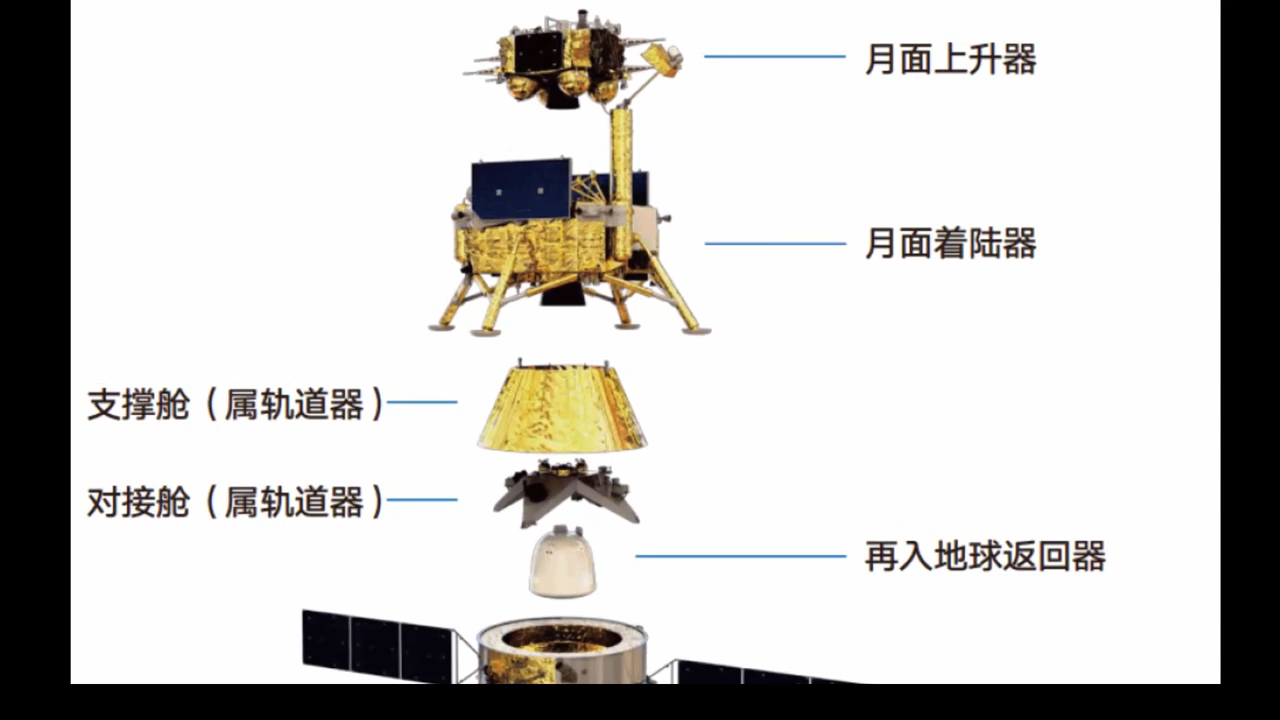 月面上升器
月面着陆器
支撑舱（属轨道器）
对接舱（属轨道器）
再入地球返回器